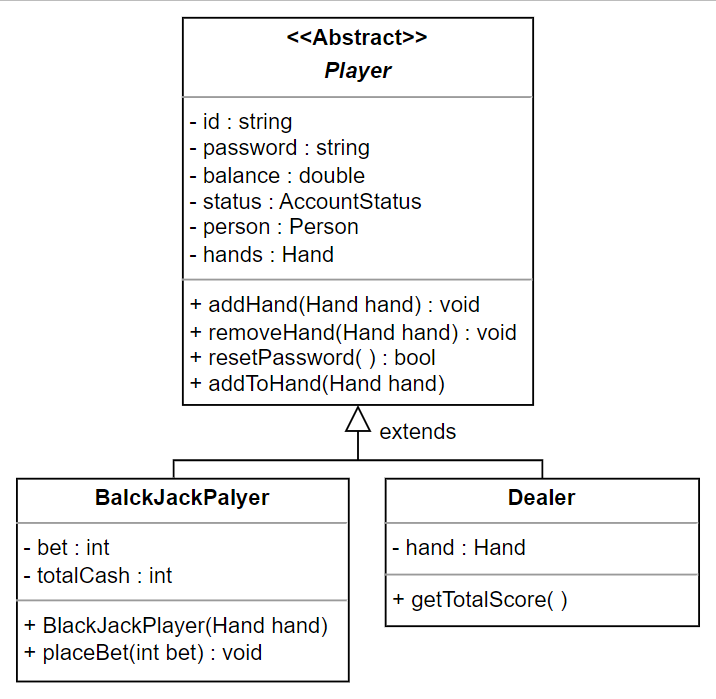 <<Abstract>>
Player
- id : string
- password : string
- balance : double
- status : AccountStatus
- person : Person
- hands : Hand
+ addHand(Hand hand) : void
+ removeHand(Hand hand) : void
+ resetPassword( ) : bool
+ addToHand(Hand hand)
extends
BalckJackPalyer
- bet : int
- totalCash : int
+ BlackJackPlayer(Hand hand)
+ placeBet(int bet) : void
Dealer
- hand : Hand
+ getTotalScore( )